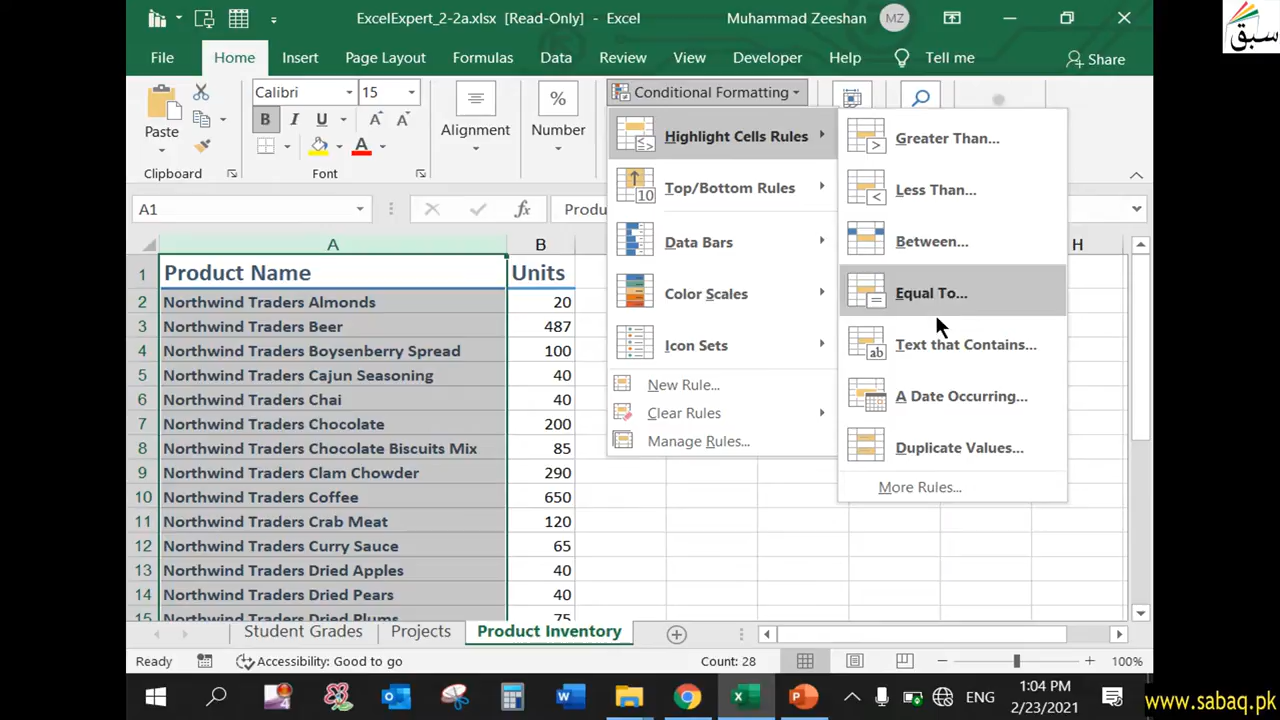 ExcelExpert_2-2a.xlsx [Read-Only] - Excel
Muhammad Zeeshan
MZ
سبق
File Home Insert Page Layout Formulas Data Review View Developer Help Tell me Share
Calibri 15
Conditional Formatting
Paste
B I U A A
A
Alignment
%
Number
Clipboard
Font
Highlight Cells Rules
Top/Bottom Rules
Data Bars
Color Scales
Icon Sets
New Rule...
Clear Rules
Manage Rules...
Greater Than...
Less Than...
Between...
Equal To...
Text that Contains...
A Date Occurring...
Duplicate Values...
More Rules...
A1 fx Produ
A B H
1 Product Name Units
2 Northwind Traders Almonds 20
3 Northwind Traders Beer 487
4 Northwind Traders Boysenberry Spread 100
5 Northwind Traders Cajun Seasoning 40
6 Northwind Traders Chai 40
7 Northwind Traders Chocolate 200
8 Northwind Traders Chocolate Biscuits Mix 85
9 Northwind Traders Clam Chowder 290
10 Northwind Traders Coffee 650
11 Northwind Traders Crab Meat 120
12 Northwind Traders Curry Sauce 65
13 Northwind Traders Dried Apples 40
14 Northwind Traders Dried Pears 40
15 Northwind Traders Dried Plums 75
Student Grades Projects Product Inventory
Ready Accessibility: Good to go Count: 28 100%
ENG
1:04 PM
2/23/2021
www.sabaq.pk